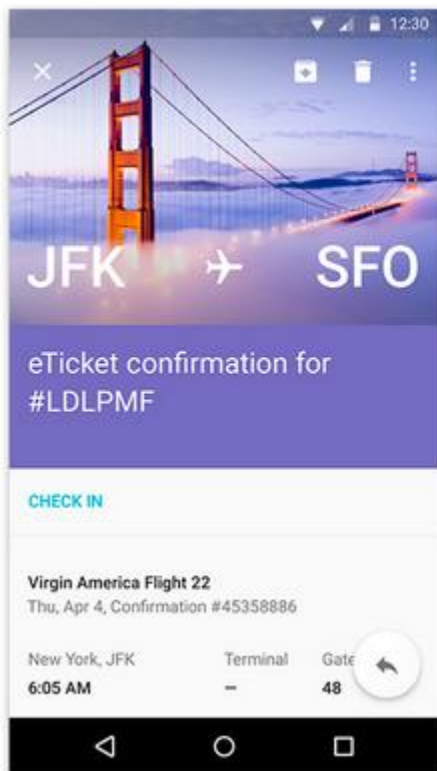 12:30
JFK SFO
eTicket confirmation for
#LDLPMF
CHECK IN
Virgin America Flight 22
Thu, Apr 4, Confirmation #45358886
New York, JFK Terminal Gate
6:05 AM – 48